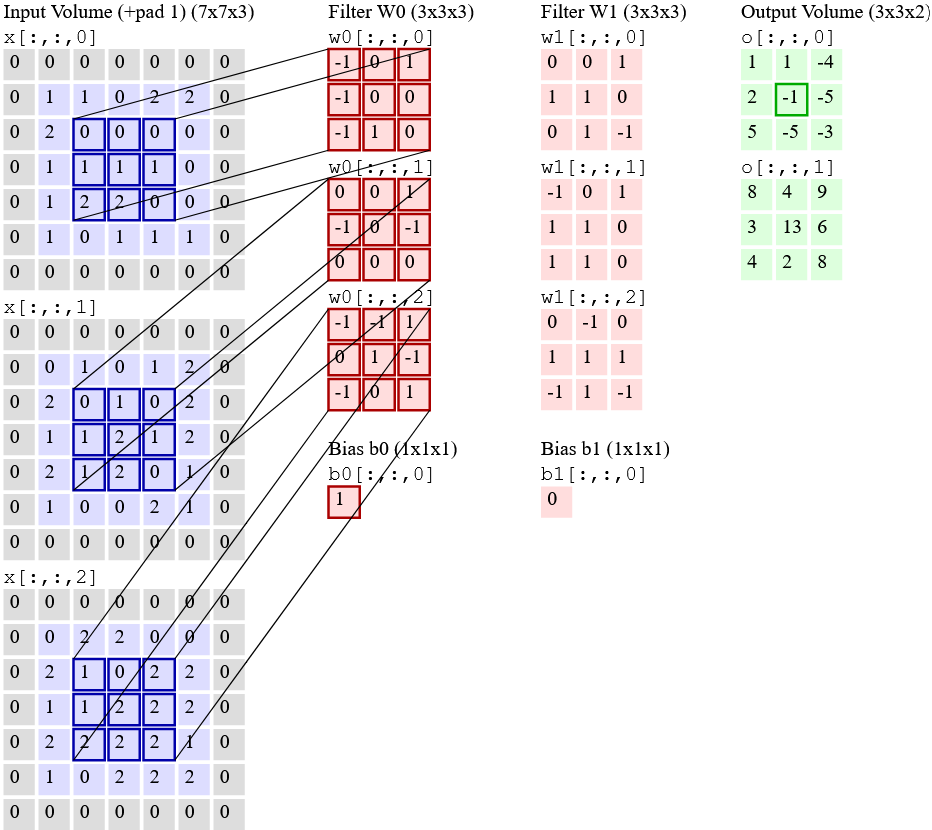 Input Volume (+pad 1) (7x7x3)
x[:,:,0]
0 0 0 0 0 0 0
0 1 1 0 2 2 0
0 2 0 0 0 0 0
0 1 1 1 1 0 0
0 1 2 2 0 0 0
0 1 0 1 1 1 0
0 0 0 0 0 0 0
x[:,:,1]
0 0 0 0 0 0 0
0 0 1 0 1 2 0
0 2 0 1 0 2 0
0 1 1 2 1 2 0
0 2 1 2 0 1 0
0 1 0 0 2 1 0
0 0 0 0 0 0 0
x[:,:,2]
0 0 0 0 0 0 0
0 0 2 2 0 0 0
0 2 1 0 2 2 0
0 1 1 2 2 2 0
0 2 2 2 2 1 0
0 1 0 2 2 2 0
0 0 0 0 0 0 0
Filter W0 (3x3x3)
w0[:,:,0]
-1 0 1
-1 0 0
-1 1 0
w0[:,:,1]
0 0 1
-1 0 -1
0 0 0
w0[:,:,2]
-1 -1 1
0 1 -1
-1 0 1
Bias b0 (1x1x1)
b0[:,:,0]
1
Filter W1 (3x3x3)
w1[:,:,0]
0 0 1
1 1 0
0 1 -1
w1[:,:,1]
-1 0 1
1 1 0
1 1 0
w1[:,:,2]
0 -1 0
1 1 1
-1 1 -1
Bias b1 (1x1x1)
b1[:,:,0]
0
Output Volume (3x3x2)
o[:,:,0]
1 1 -4
2 -1 -5
5 -5 -3
o[:,:,1]
8 4 9
3 13 6
4 2 8